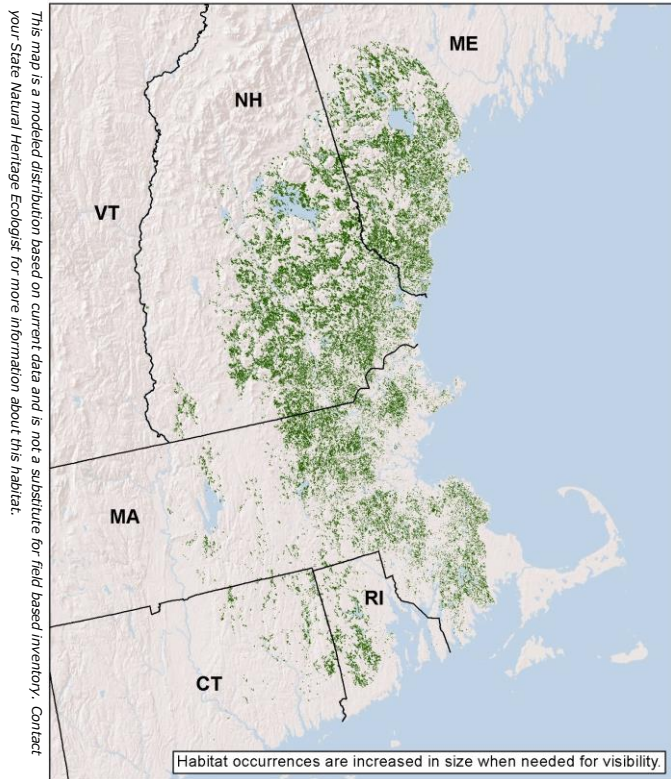 This map is a modeled distribution based on current data and is not a substitute for field based inventory. Contact
your State Natural Heritage Ecologist for more information about this habitat.
ME
NH
VT
MA
RI
CT
Habitat occurrences are increased in size when needed for visibility.